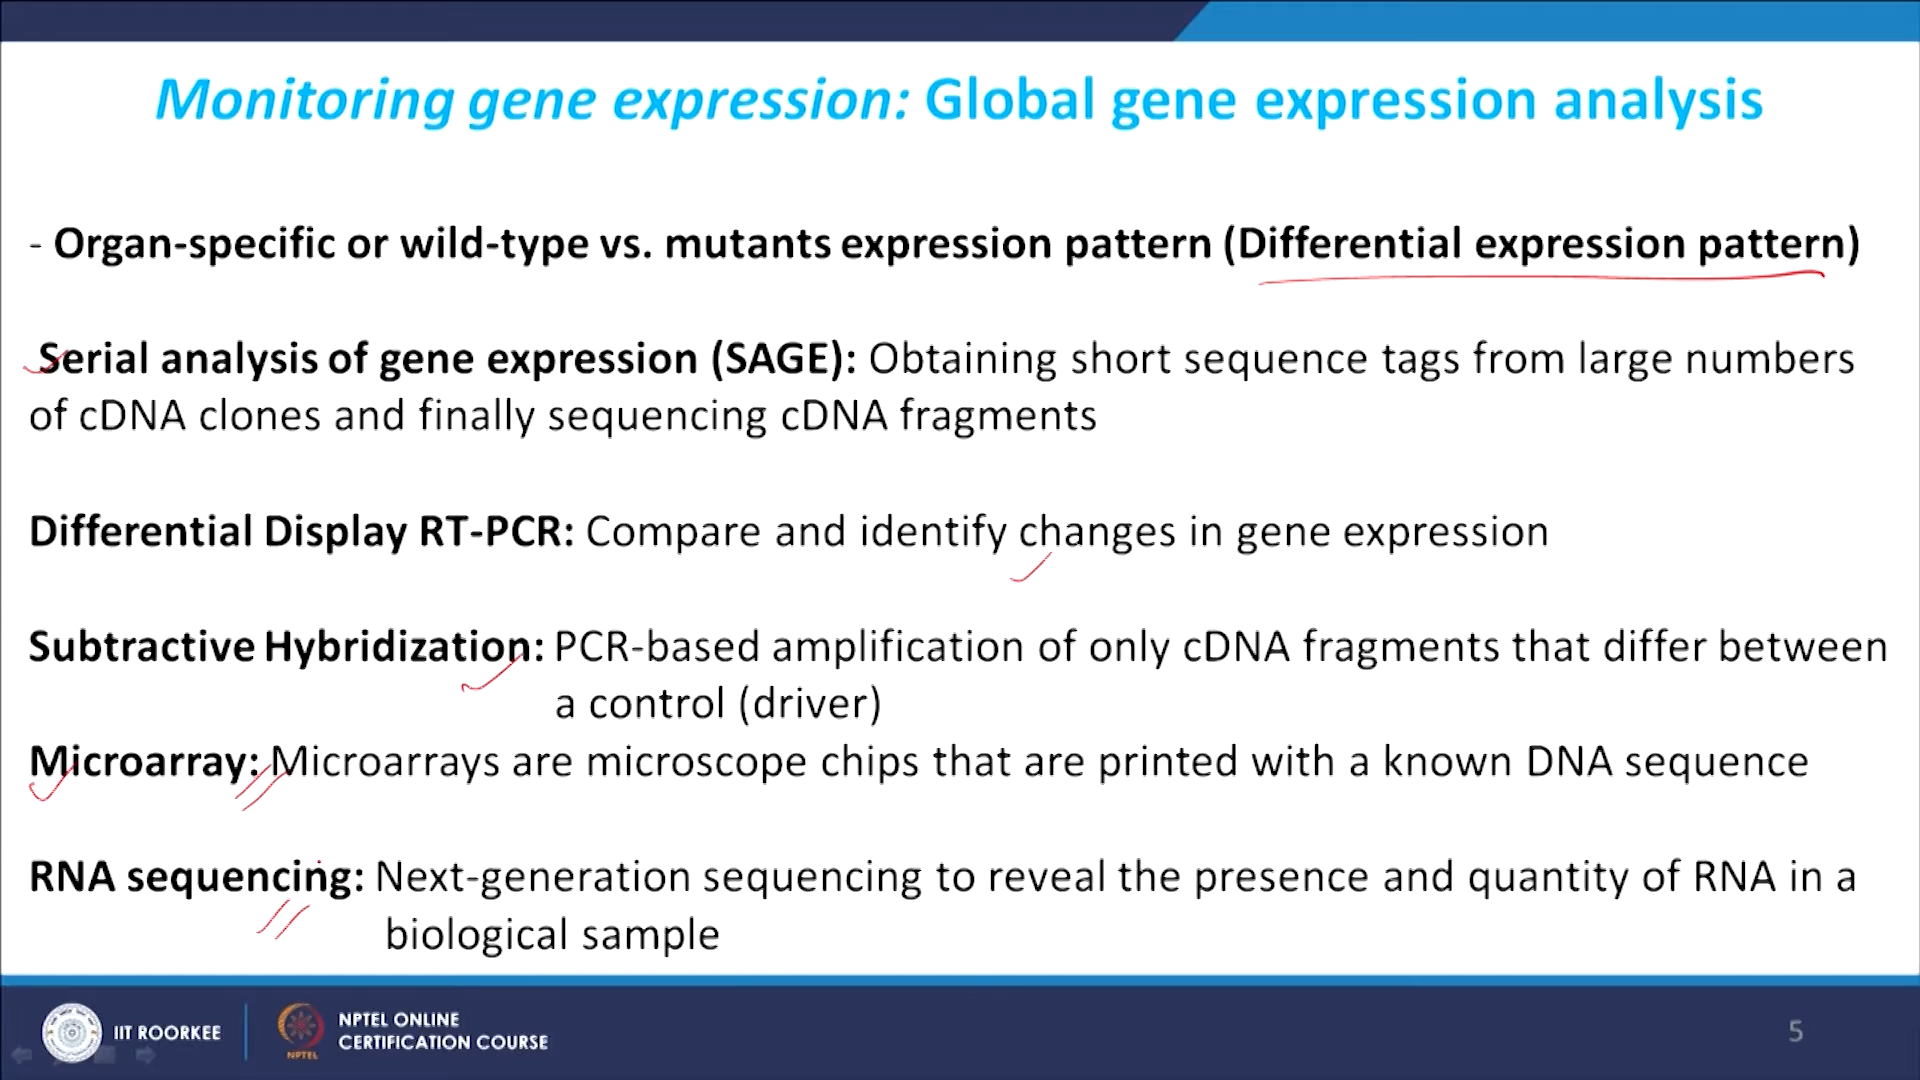 Monitoring gene expression: Global gene expression analysis
- Organ-specific or wild-type vs. mutants expression pattern (Differential expression pattern)
Serial analysis of gene expression (SAGE): Obtaining short sequence tags from large numbers
of cDNA clones and finally sequencing cDNA fragments
Differential Display RT-PCR: Compare and identify changes in gene expression
Subtractive Hybridization: PCR-based amplification of only cDNA fragments that differ between
a control (driver)
Microarray: Microarrays are microscope chips that are printed with a known DNA sequence
RNA sequencing: Next-generation sequencing to reveal the presence and quantity of RNA in a
biological sample
IIT ROORKEE
NPTEL
NPTEL ONLINE
CERTIFICATION COURSE
5